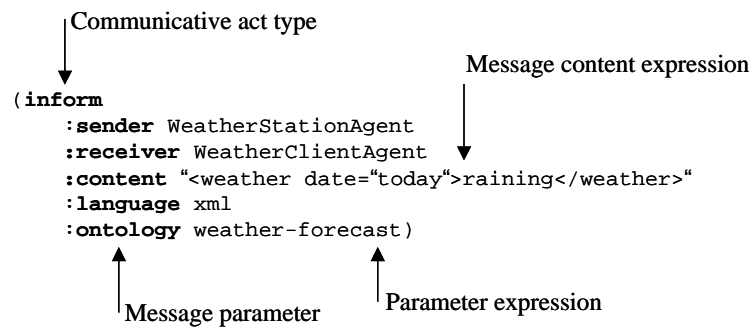 Communicative act type
Message content expression
(inform
:sender WeatherStationAgent
:receiver WeatherClientAgent
:content “<weather date=“today“>raining</weather>“
:language xml
:ontology weather-forecast)
Message parameter
Parameter expression